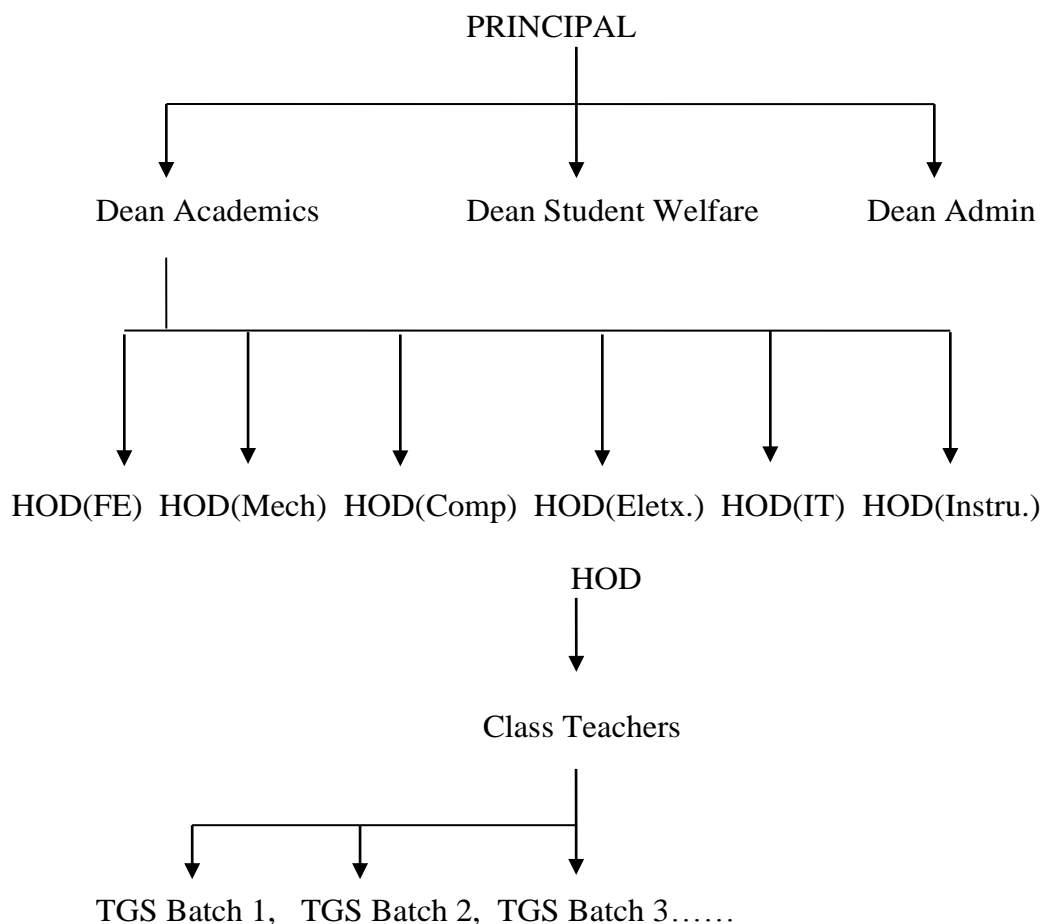 PRINCIPAL
Dean Academics Dean Student Welfare Dean Admin
HOD(FE) HOD(Mech) HOD(Comp) HOD(Eletx.) HOD(IT) HOD(Instru.)
HOD
Class Teachers
TGS Batch 1, TGS Batch 2, TGS Batch 3……